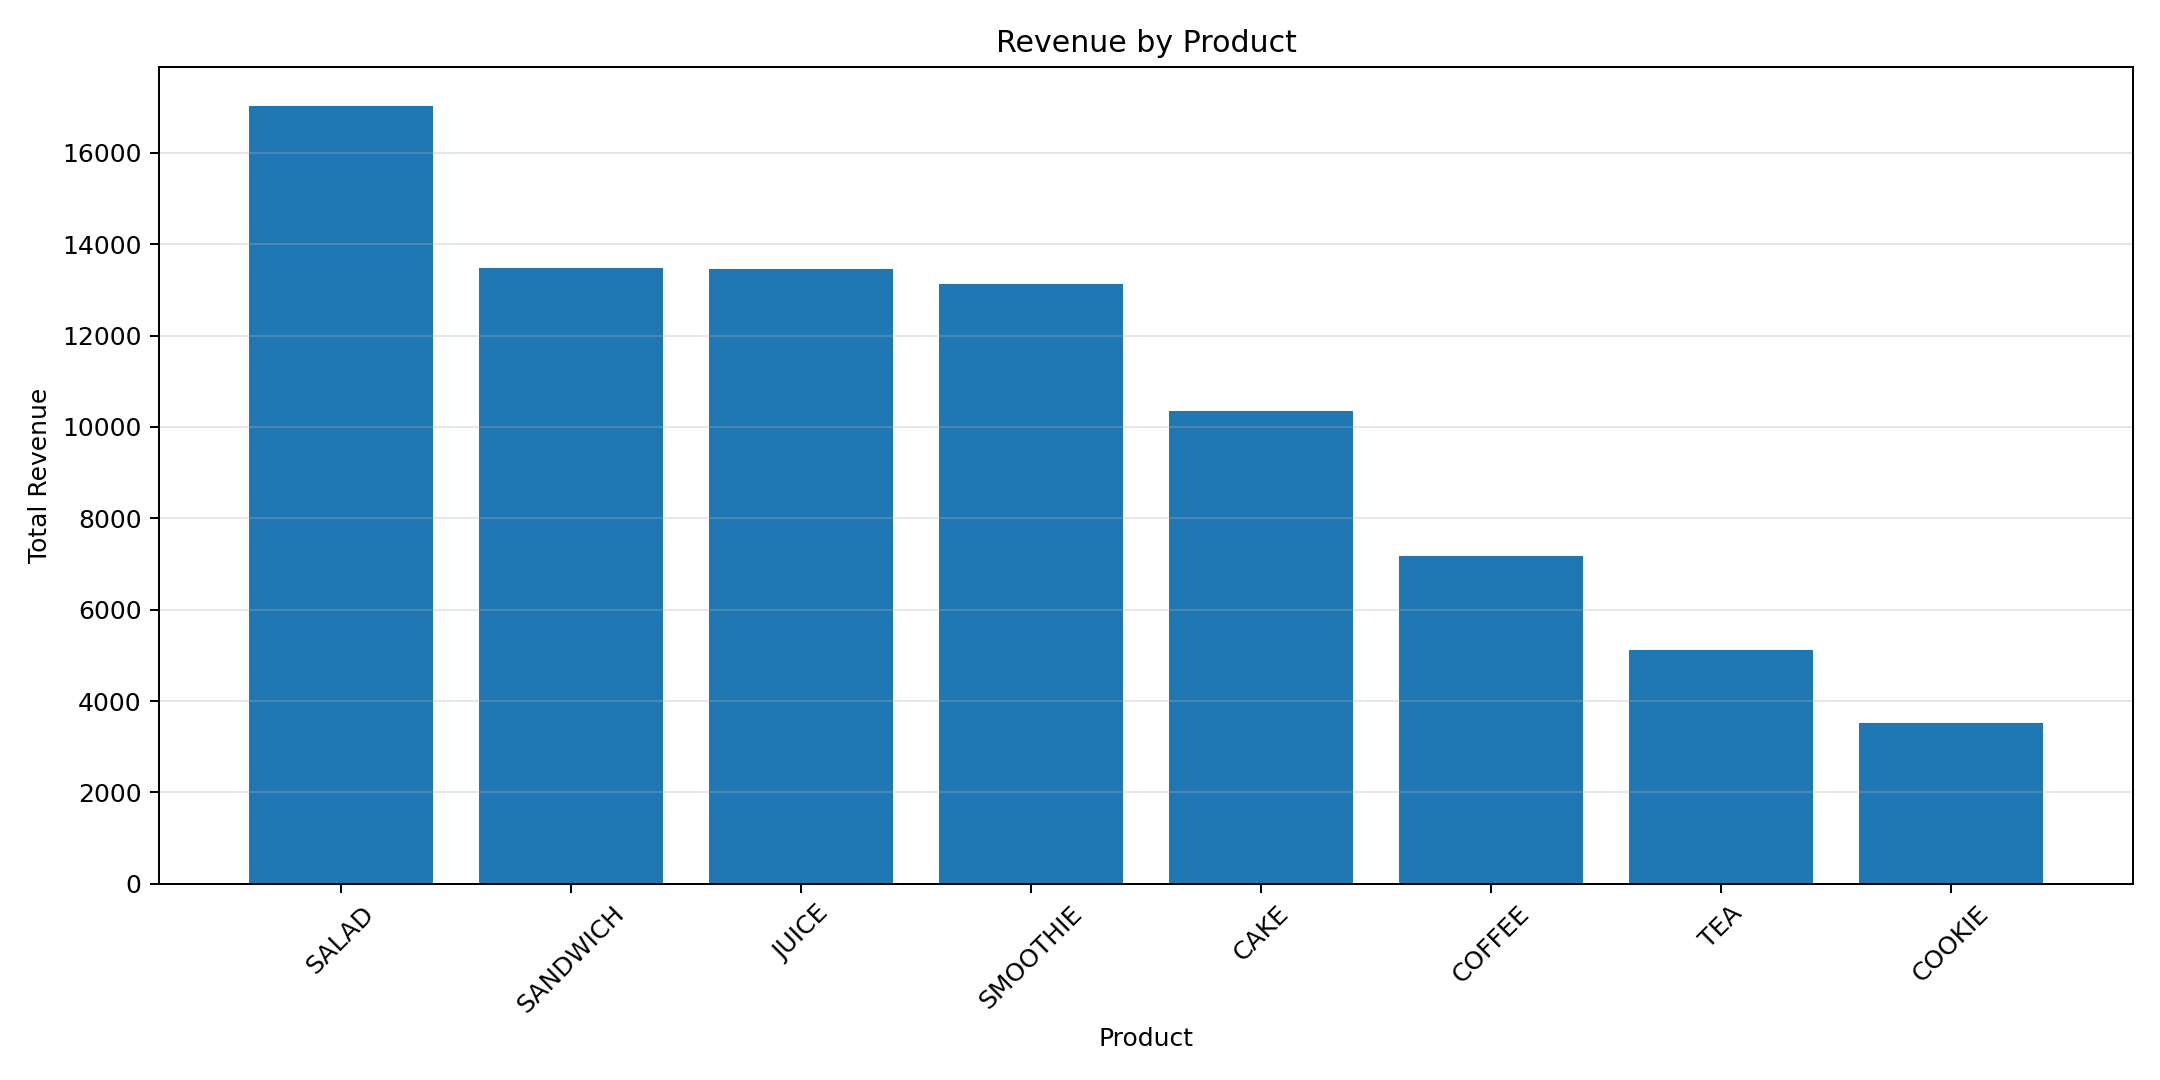 Revenue by Product
Total Revenue
16000
14000
12000
10000
8000
6000
4000
2000
0
SALAD
SANDWICH
JUICE
SMOOTHIE
CAKE
COFFEE
TEA
COOKIE
Product